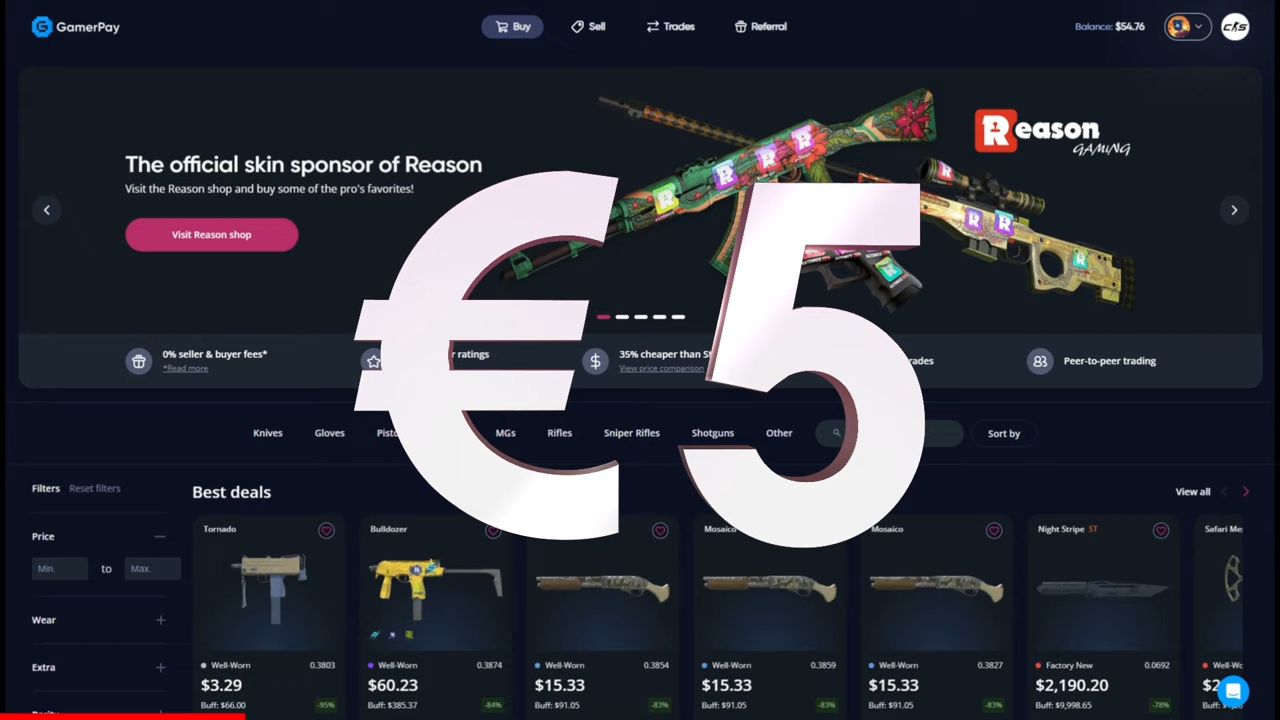 GamerPay
Buy
Sell
Trades
Referral
Balance: $54.76
The official skin sponsor of Reason
Visit the Reason shop and buy some of the pro's favorites!
Visit Reason shop
Reason
GAMING
€5
0% seller & buyer fees*
*Read more
ratings
35% cheaper than
View price comparison
Peer-to-peer trading
Knives
Gloves
MGs
Rifles
Sniper Rifles
Shotguns
Other
Sort by
Filters
Reset filters
Best deals
View all
Price
Min.
to
Max.
Wear
Extra
Tornado
Well-Worn
0.3803
$3.29
Buff: $66.00
-95%
Bulldozer
Well-Worn
0.3874
$60.23
Buff: $385.37
-84%
Well-Worn
0.3854
$15.33
Buff: $91.05
-83%
Mosaico
Well-Worn
0.3859
$15.33
Buff: $91.05
-83%
Mosaico
Well-Worn
0.3827
$15.33
Buff: $91.05
-83%
Night Stripe ST
Factory New
0.0692
$2,190.20
Buff: $9,998.65
-78%
Safari Me
Well-Wo